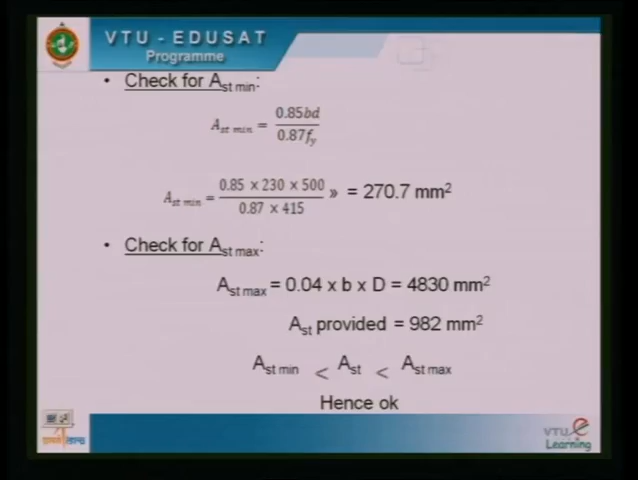 VTU - EDUSAT
Programme
• Check for Ast min:
Ast min = 0.85bd / 0.87fy
Ast min = 0.85 × 230 × 500 / 0.87 × 415 » = 270.7 mm²
• Check for Ast max:
Ast max = 0.04 x b x D = 4830 mm²
Ast provided = 982 mm²
Ast min < Ast < Ast max
Hence ok
VTU e
Learning